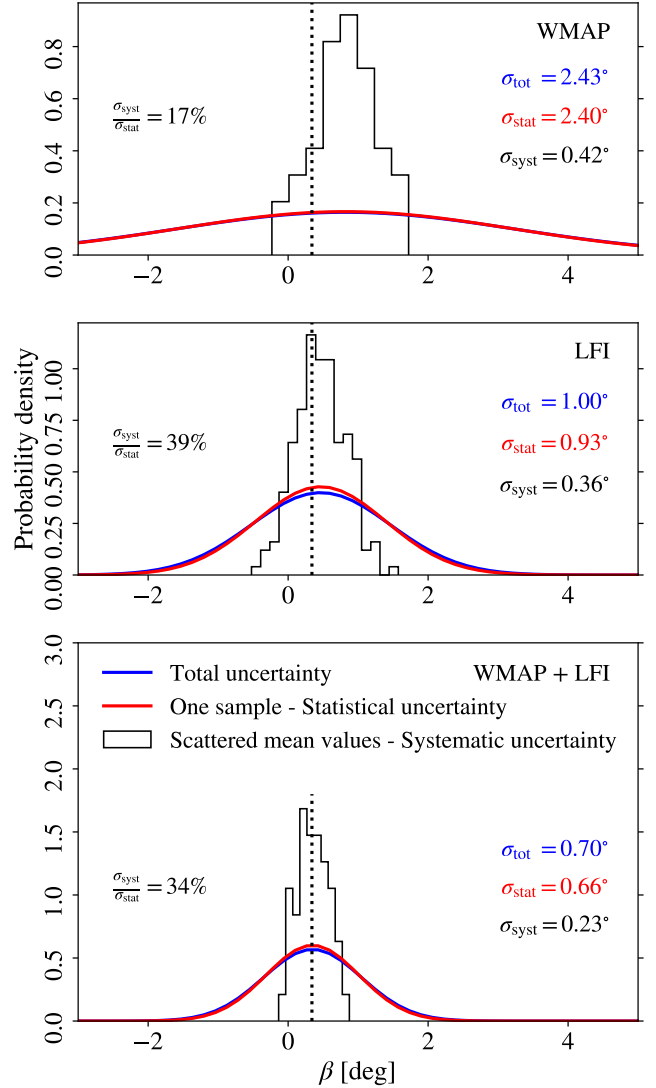 WMAP
σtot = 2.43°
σstat = 2.40°
σsyst = 0.42°
σsyst/σstat = 17%
0.8
0.6
0.4
0.2
0.0
−2 0 2 4
LFI
σtot = 1.00°
σstat = 0.93°
σsyst = 0.36°
σsyst/σstat = 39%
1.00
0.75
0.50
0.25
0.00
−2 0 2 4
Probability density
WMAP + LFI
Total uncertainty
One sample - Statistical uncertainty
Scattered mean values - Systematic uncertainty
σtot = 0.70°
σstat = 0.66°
σsyst = 0.23°
σsyst/σstat = 34%
3.0
2.5
2.0
1.5
1.0
0.5
0.0
−2 0 2 4
β [deg]